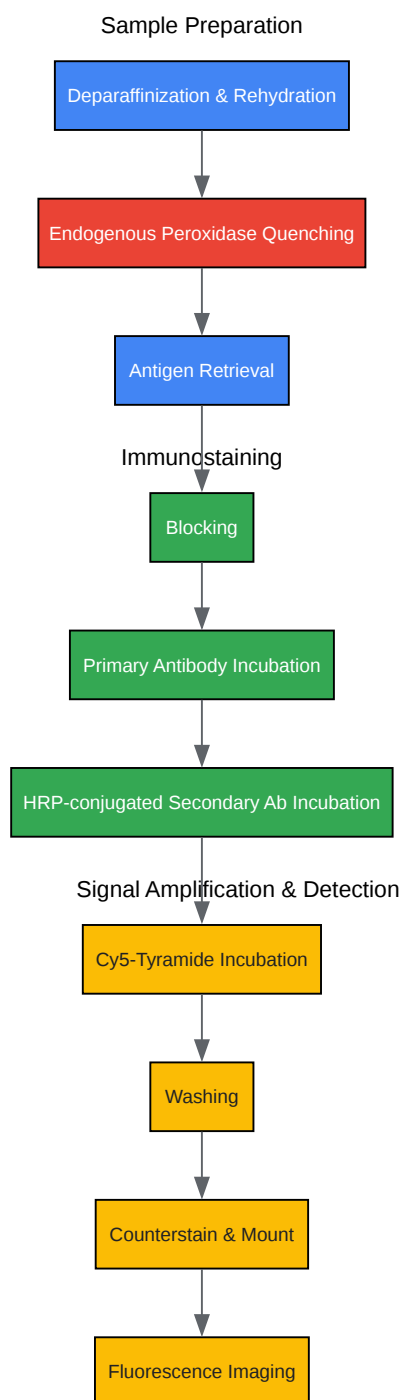 Sample Preparation
Deparaffinization & Rehydration
Endogenous Peroxidase Quenching
Antigen Retrieval
Immunostaining
Blocking
Primary Antibody Incubation
HRP-conjugated Secondary Ab Incubation
Signal Amplification & Detection
Cy5-Tyramide Incubation
Washing
Counterstain & Mount
Fluorescence Imaging